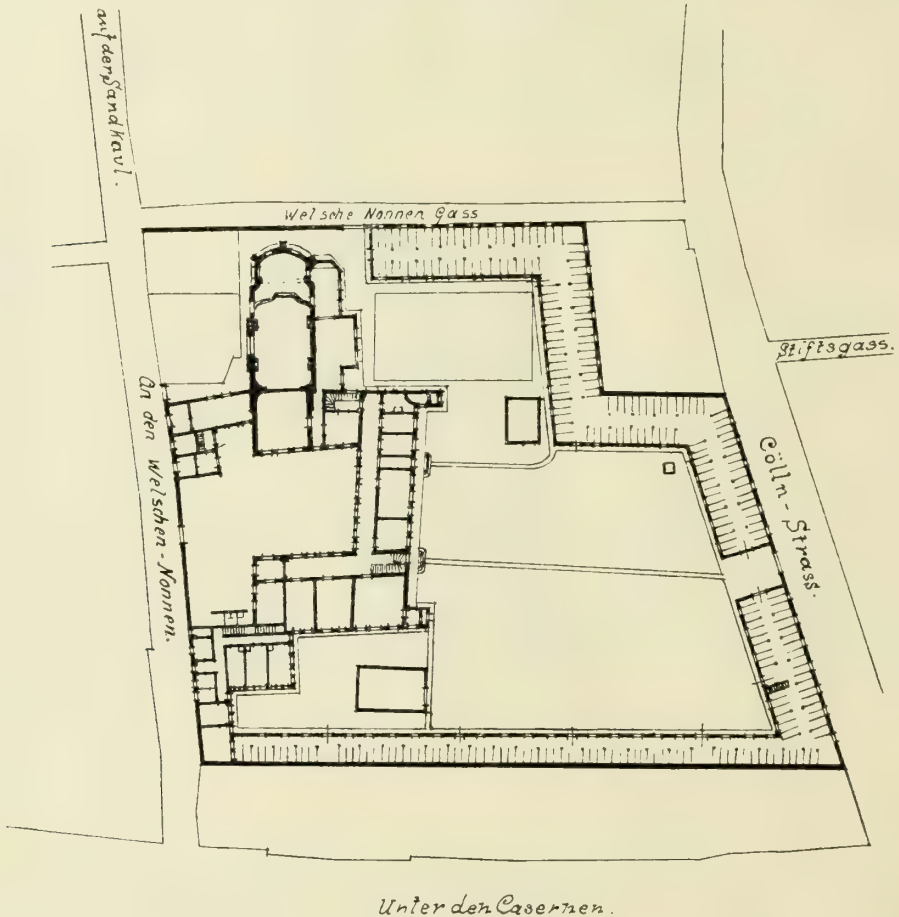 auf der Sandkaul.
Welsche Nonnen Gass
Stiftsgass.
An den Welschen-Nonnen.
Cölln-Strass.
Unter den Casernen.